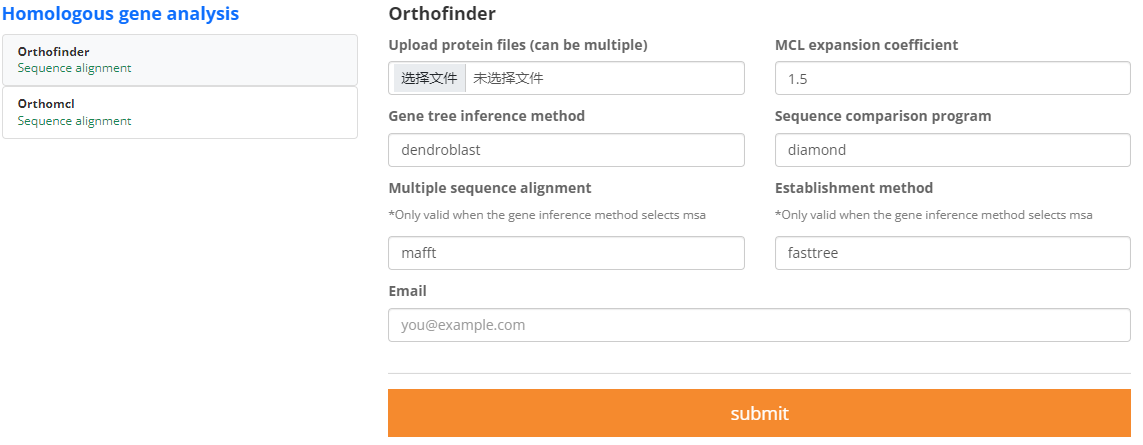 Homologous gene analysis
Orthofinder
Sequence alignment
Orthomcl
Sequence alignment
Orthofinder
Upload protein files (can be multiple)
选择文件 未选择文件
MCL expansion coefficient
1.5
Gene tree inference method
dendroblast
Sequence comparison program
diamond
Multiple sequence alignment
*Only valid when the gene inference method selects msa
mafft
Establishment method
*Only valid when the gene inference method selects msa
fasttree
Email
you@example.com
submit